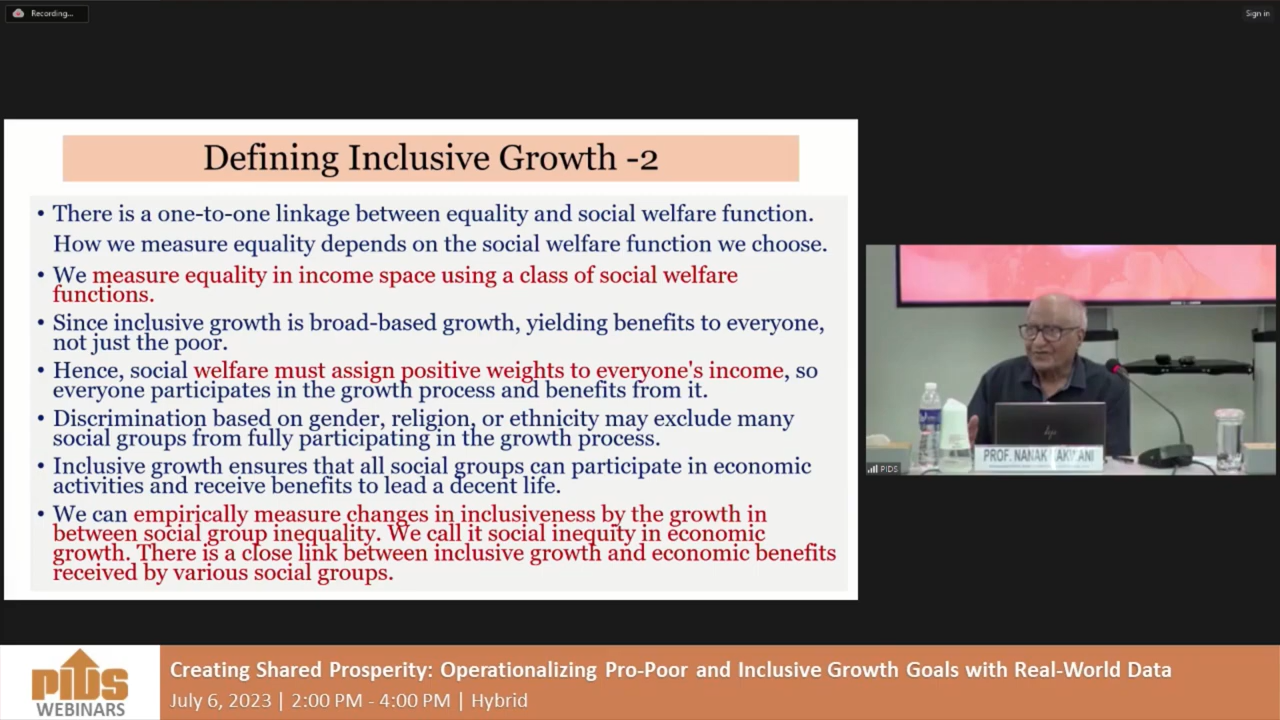 Recording...
Sign in
Defining Inclusive Growth -2
• There is a one-to-one linkage between equality and social welfare function.
How we measure equality depends on the social welfare function we choose.
• We measure equality in income space using a class of social welfare
functions.
• Since inclusive growth is broad-based growth, yielding benefits to everyone,
not just the poor.
• Hence, social welfare must assign positive weights to everyone's income, so
everyone participates in the growth process and benefits from it.
• Discrimination based on gender, religion, or ethnicity may exclude many
social groups from fully participating in the growth process.
• Inclusive growth ensures that all social groups can participate in economic
activities and receive benefits to lead a decent life.
• We can empirically measure changes in inclusiveness by the growth in
between social group inequality. We call it social inequity in economic
growth. There is a close link between inclusive growth and economic benefits
received by various social groups.
hp
PROF. NANAK KAKWANI
PIDS
PIDS
WEBINARS
Creating Shared Prosperity: Operationalizing Pro-Poor and Inclusive Growth Goals with Real-World Data
July 6, 2023 | 2:00 PM - 4:00 PM | Hybrid